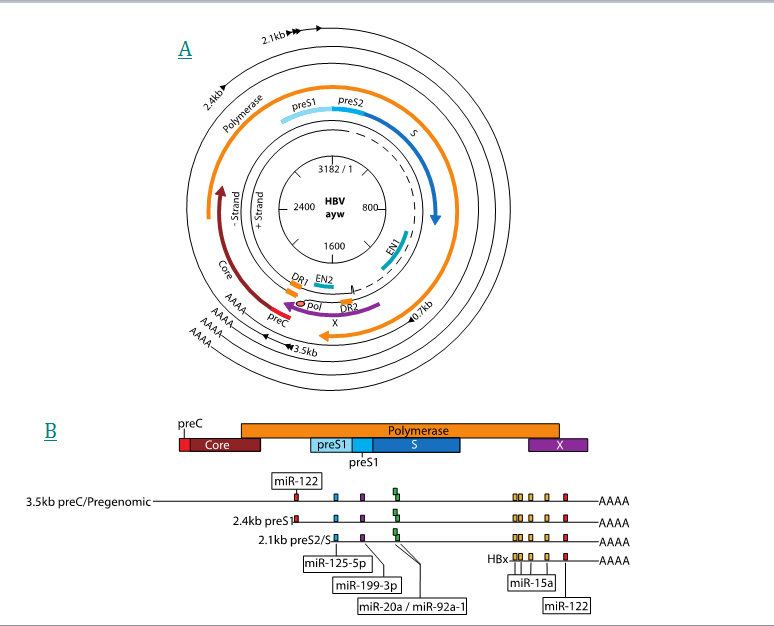 A
2.1kb
2.4kb
Polymerase
preS1
preS2
S
3182 / 1
- Strand
+ Strand
2400
HBV
ayw
800
1600
EN1
Core
DR1
EN2
AAAA
pol
DR2
0.7kb
preC
X
AAAA
AAAA
AAAA
3.5kb
B
preC
Polymerase
Core
preS1
S
X
preS1
miR-122
3.5kb preC/Pregenomic
AAAA
2.4kb preS1
AAAA
2.1kb preS2/S
AAAA
HBx
AAAA
miR-125-5p
miR-199-3p
miR-15a
miR-20a / miR-92a-1
miR-122